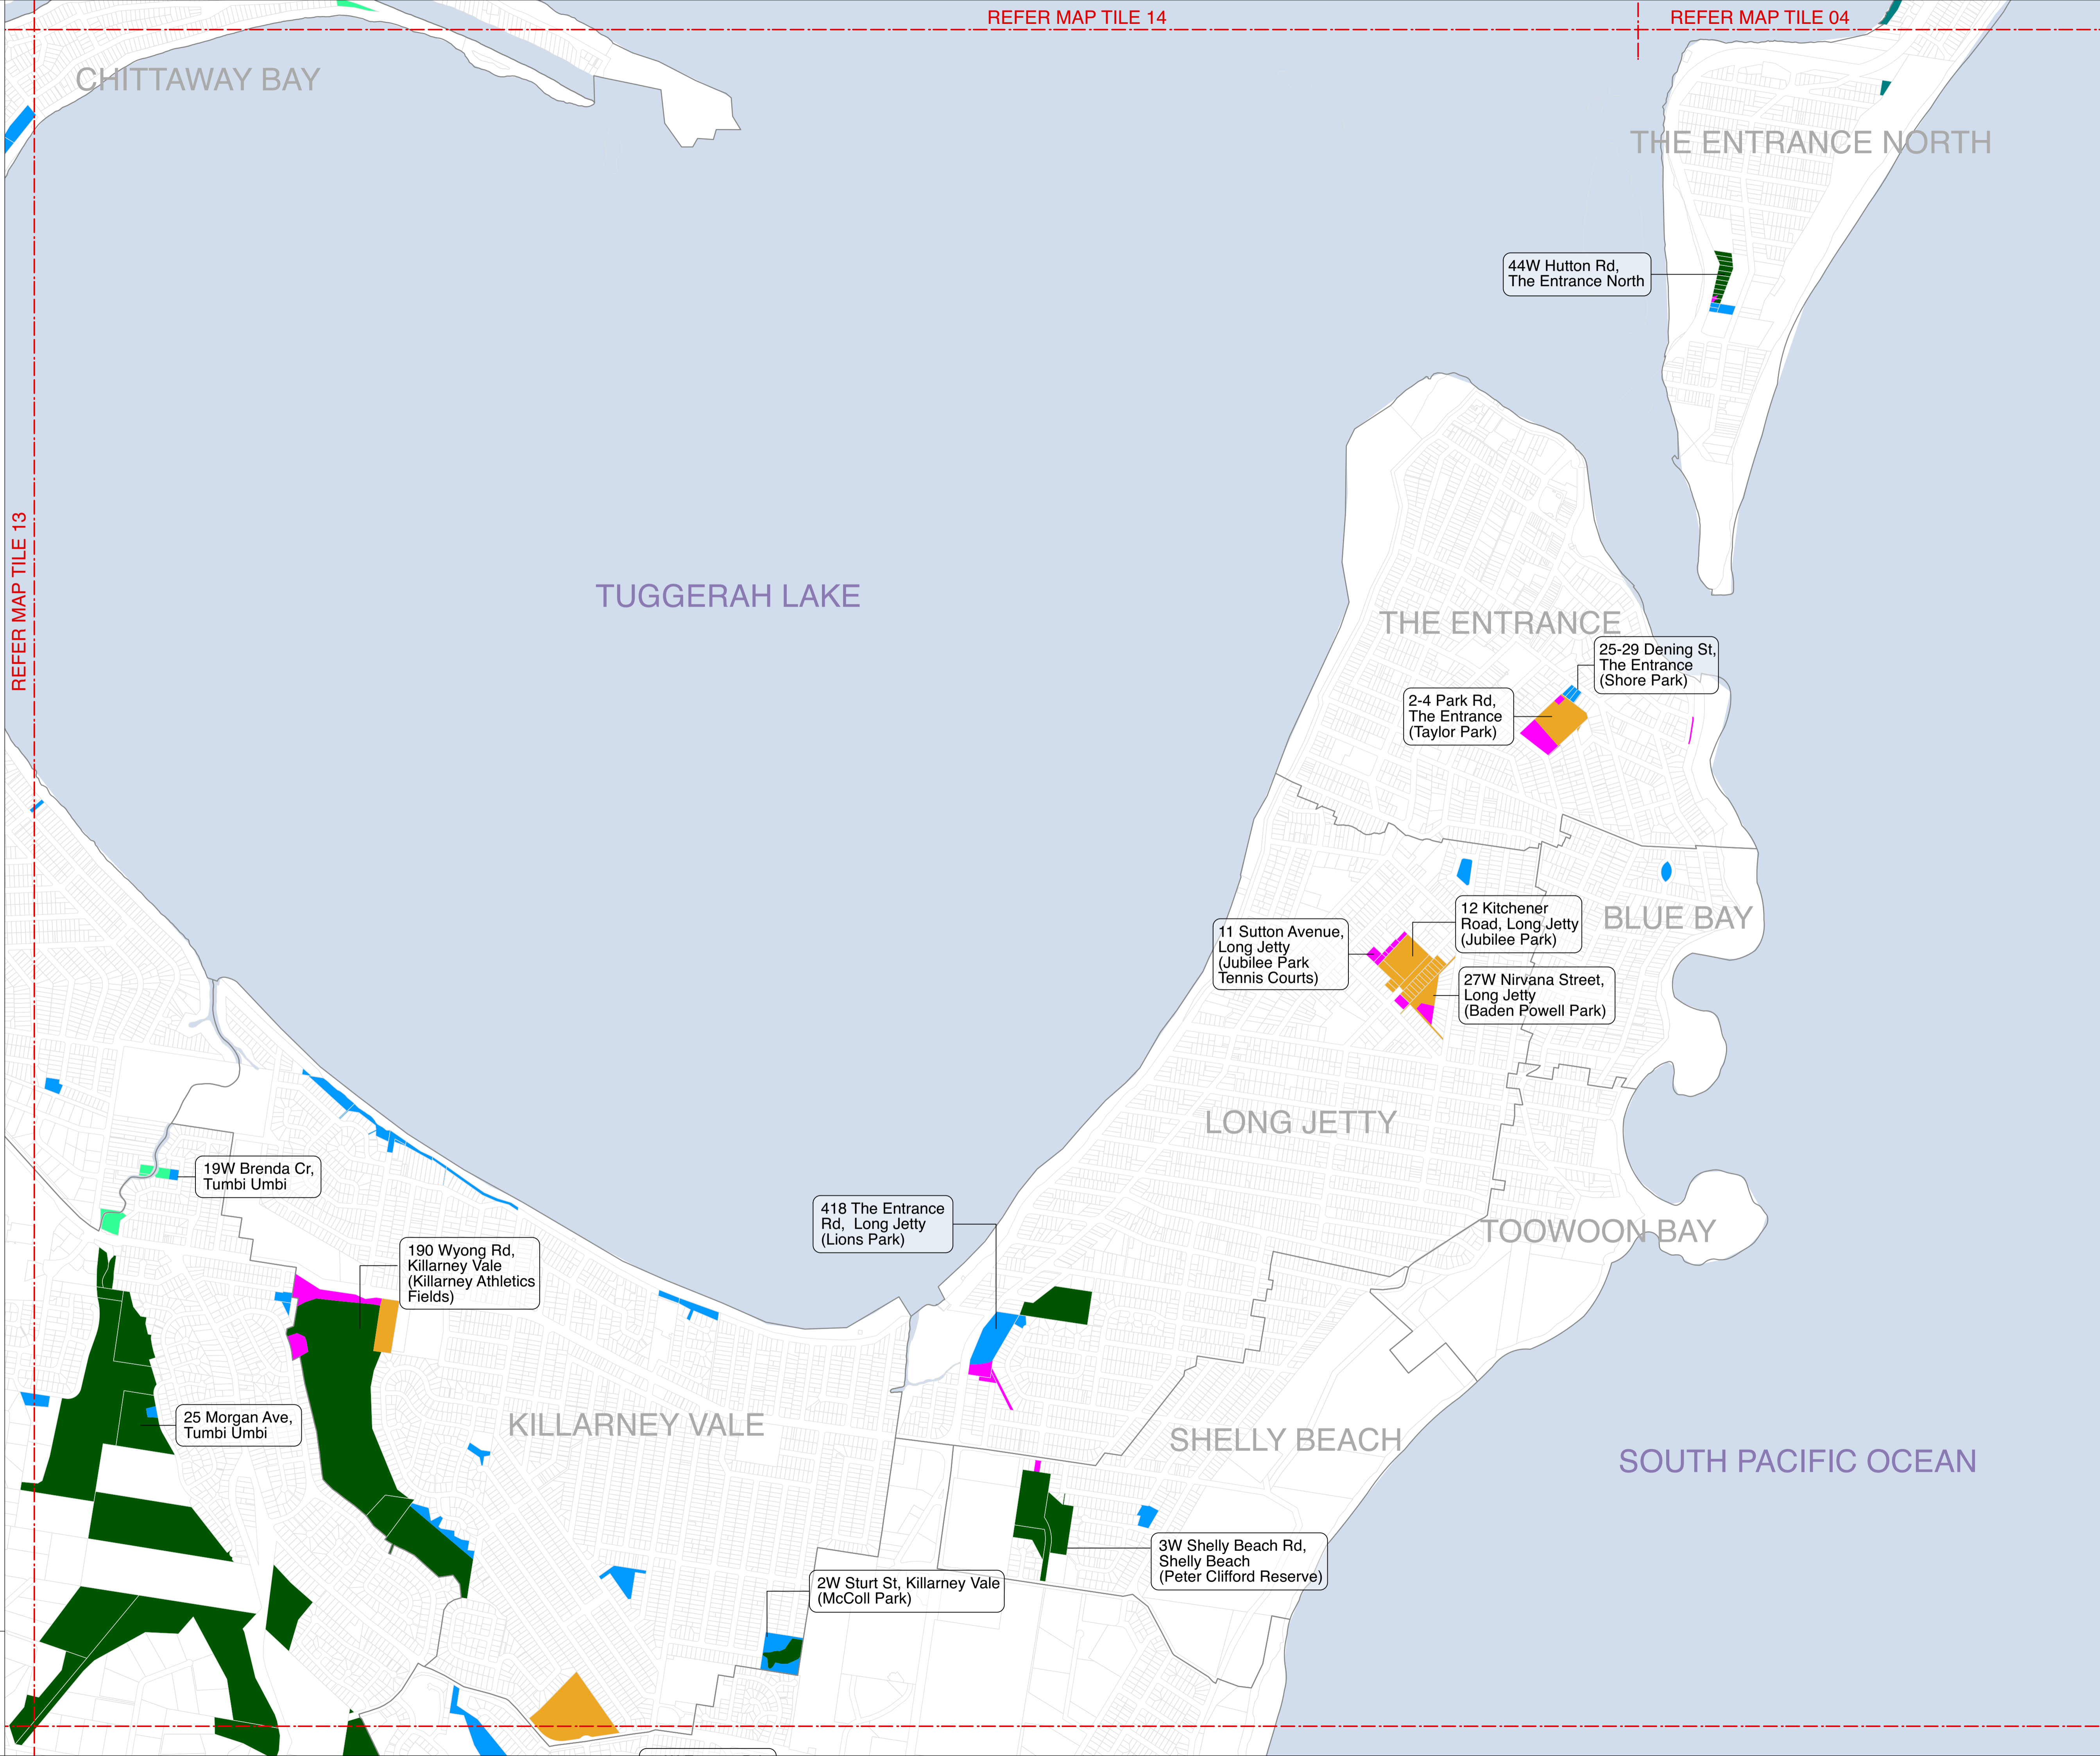 REFER MAP TILE 14
REFER MAP TILE 04
CHITTAWAY BAY
THE ENTRANCE NORTH
44W Hutton Rd,
The Entrance North
REFER MAP TILE 13
TUGGERAH LAKE
THE ENTRANCE
25-29 Dening St,
The Entrance
(Shore Park)
2-4 Park Rd,
The Entrance
(Taylor Park)
12 Kitchener
Road, Long Jetty
(Jubilee Park)
BLUE BAY
11 Sutton Avenue,
Long Jetty
(Jubilee Park
Tennis Courts)
27W Nirvana Street,
Long Jetty
(Baden Powell Park)
LONG JETTY
19W Brenda Cr,
Tumbi Umbi
418 The Entrance
Rd, Long Jetty
(Lions Park)
TOOWOON BAY
190 Wyong Rd,
Killarney Vale
(Killarney Athletics
Fields)
25 Morgan Ave,
Tumbi Umbi
KILLARNEY VALE
SHELLY BEACH
SOUTH PACIFIC OCEAN
3W Shelly Beach Rd,
Shelly Beach
(Peter Clifford Reserve)
2W Sturt St, Killarney Vale
(McColl Park)